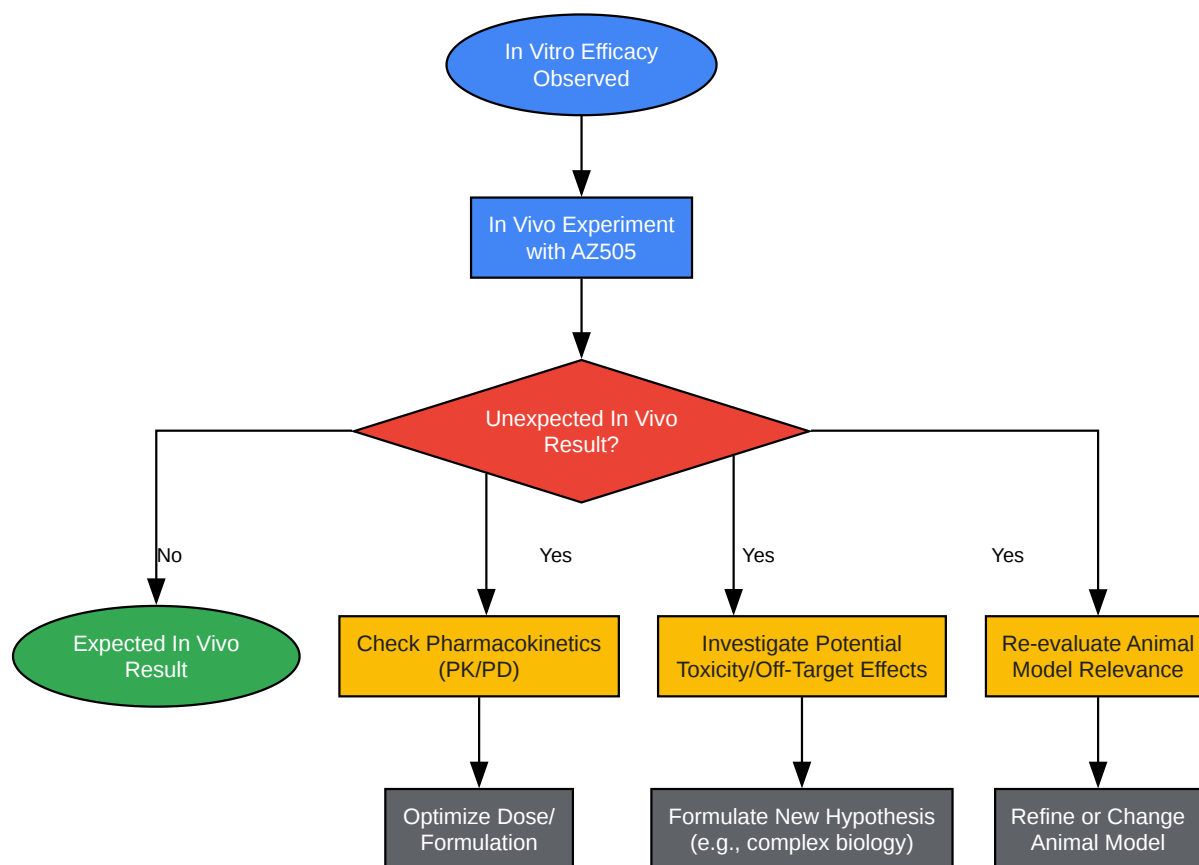 In Vitro Efficacy
Observed
In Vivo Experiment
with AZ505
Unexpected In Vivo
Result?
No
Yes
Yes
Yes
Expected In Vivo
Result
Check Pharmacokinetics
(PK/PD)
Investigate Potential
Toxicity/Off-Target Effects
Re-evaluate Animal
Model Relevance
Optimize Dose/
Formulation
Formulate New Hypothesis
(e.g., complex biology)
Refine or Change
Animal Model